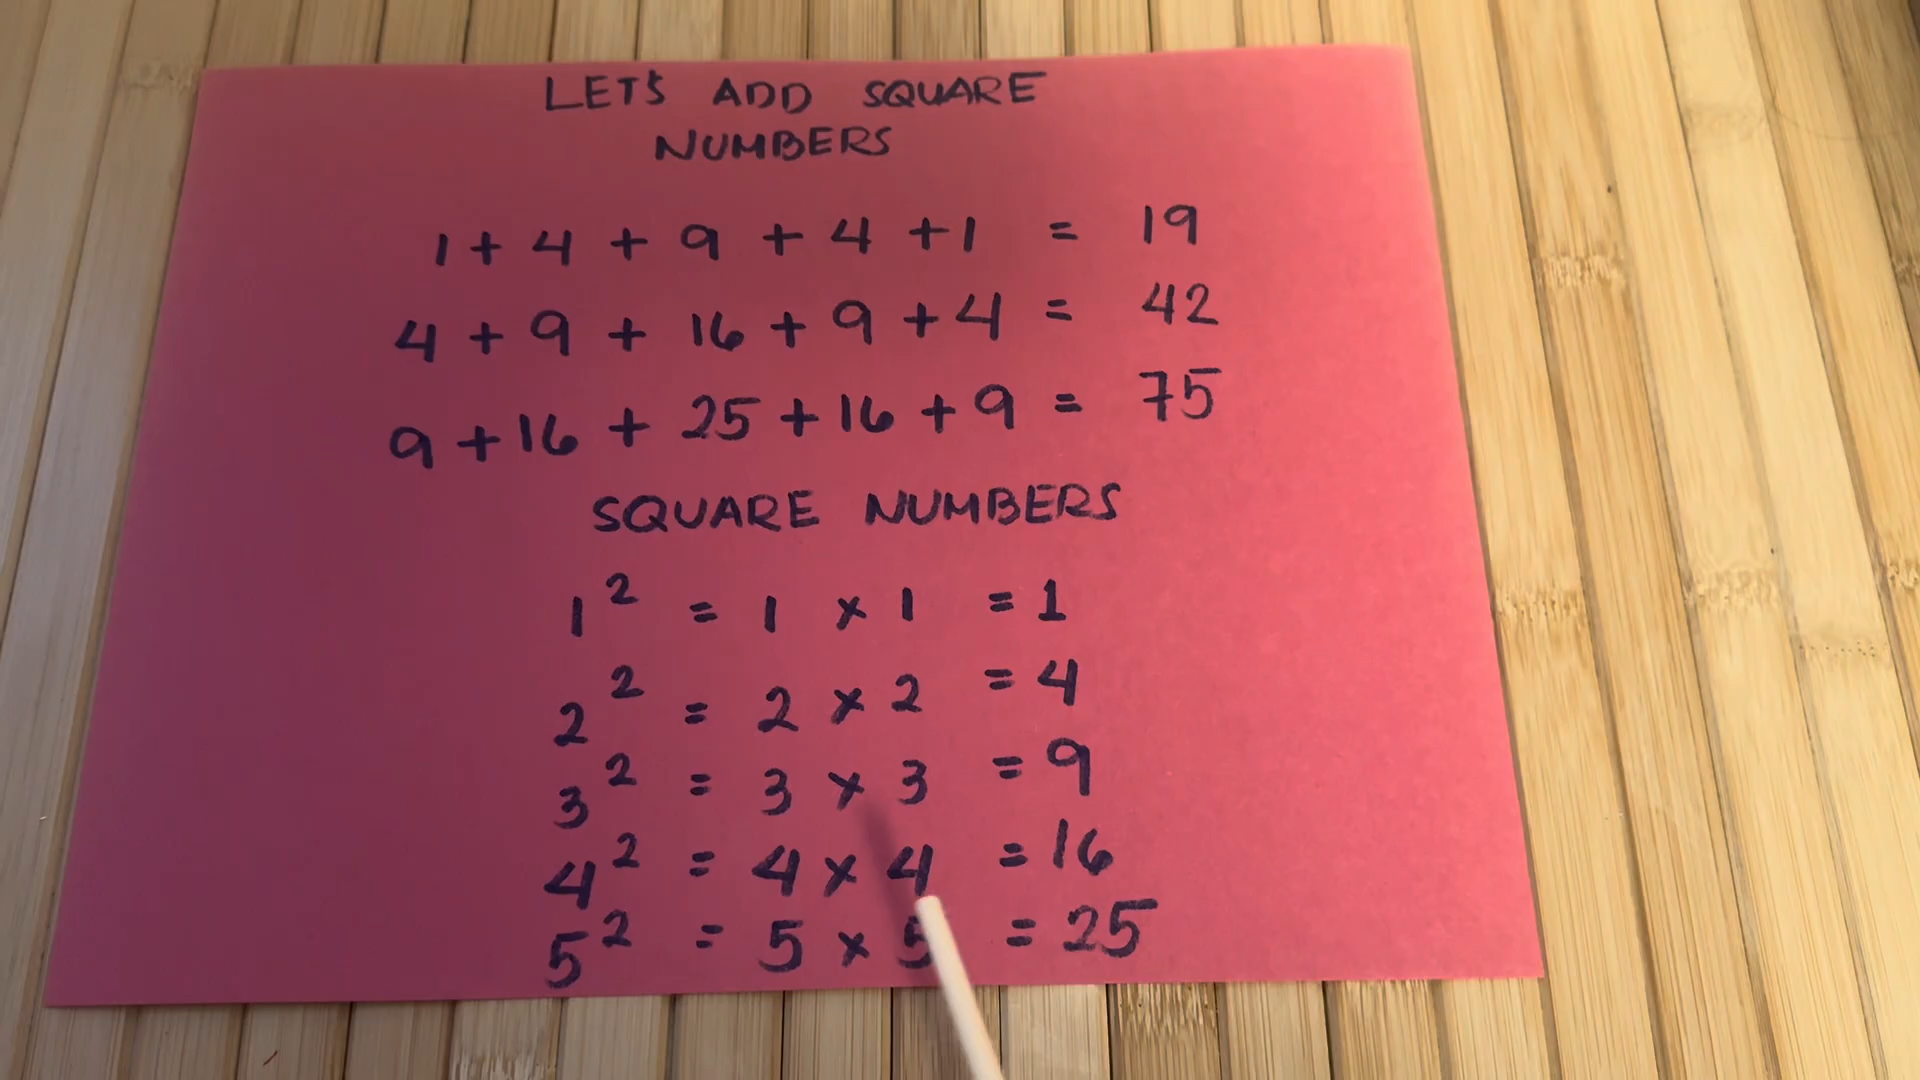 LET'S ADD SQUARE
NUMBERS
1 + 4 + 9 + 4 + 1 = 19
4 + 9 + 16 + 9 + 4 = 42
9 + 16 + 25 + 16 + 9 = 75
SQUARE NUMBERS
1² = 1 × 1 = 1
2² = 2 × 2 = 4
3² = 3 × 3 = 9
4² = 4 × 4 = 16
5² = 5 × 5 = 25